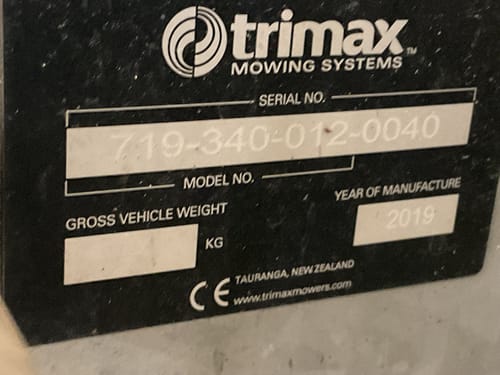 trimax™
MOWING SYSTEMS
SERIAL NO.
719-340-012-0040
MODEL NO.
GROSS VEHICLE WEIGHT
KG
YEAR OF MANUFACTURE
2019
CE
TAURANGA, NEW ZEALAND
www.trimaxmowers.com